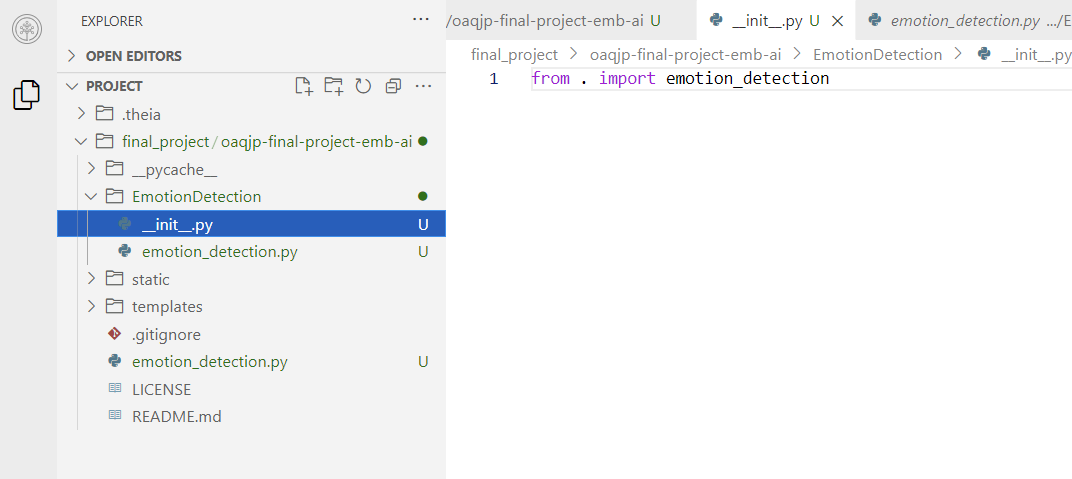 EXPLORER
OPEN EDITORS
PROJECT
.theia
final_project / oaqjp-final-project-emb-ai
__pycache__
EmotionDetection
__init__.py U
emotion_detection.py U
static
templates
.gitignore
emotion_detection.py U
LICENSE
README.md
/oaqjp-final-project-emb-ai U
__init__.py U
emotion_detection.py .../E
final_project > oaqjp-final-project-emb-ai > EmotionDetection > __init__.py
1 from . import emotion_detection